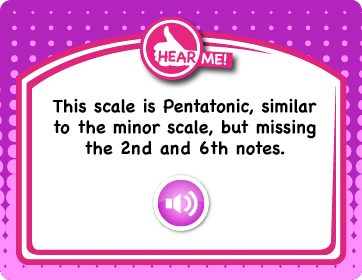 HEAR ME!
This scale is Pentatonic, similar
to the minor scale, but missing
the 2nd and 6th notes.